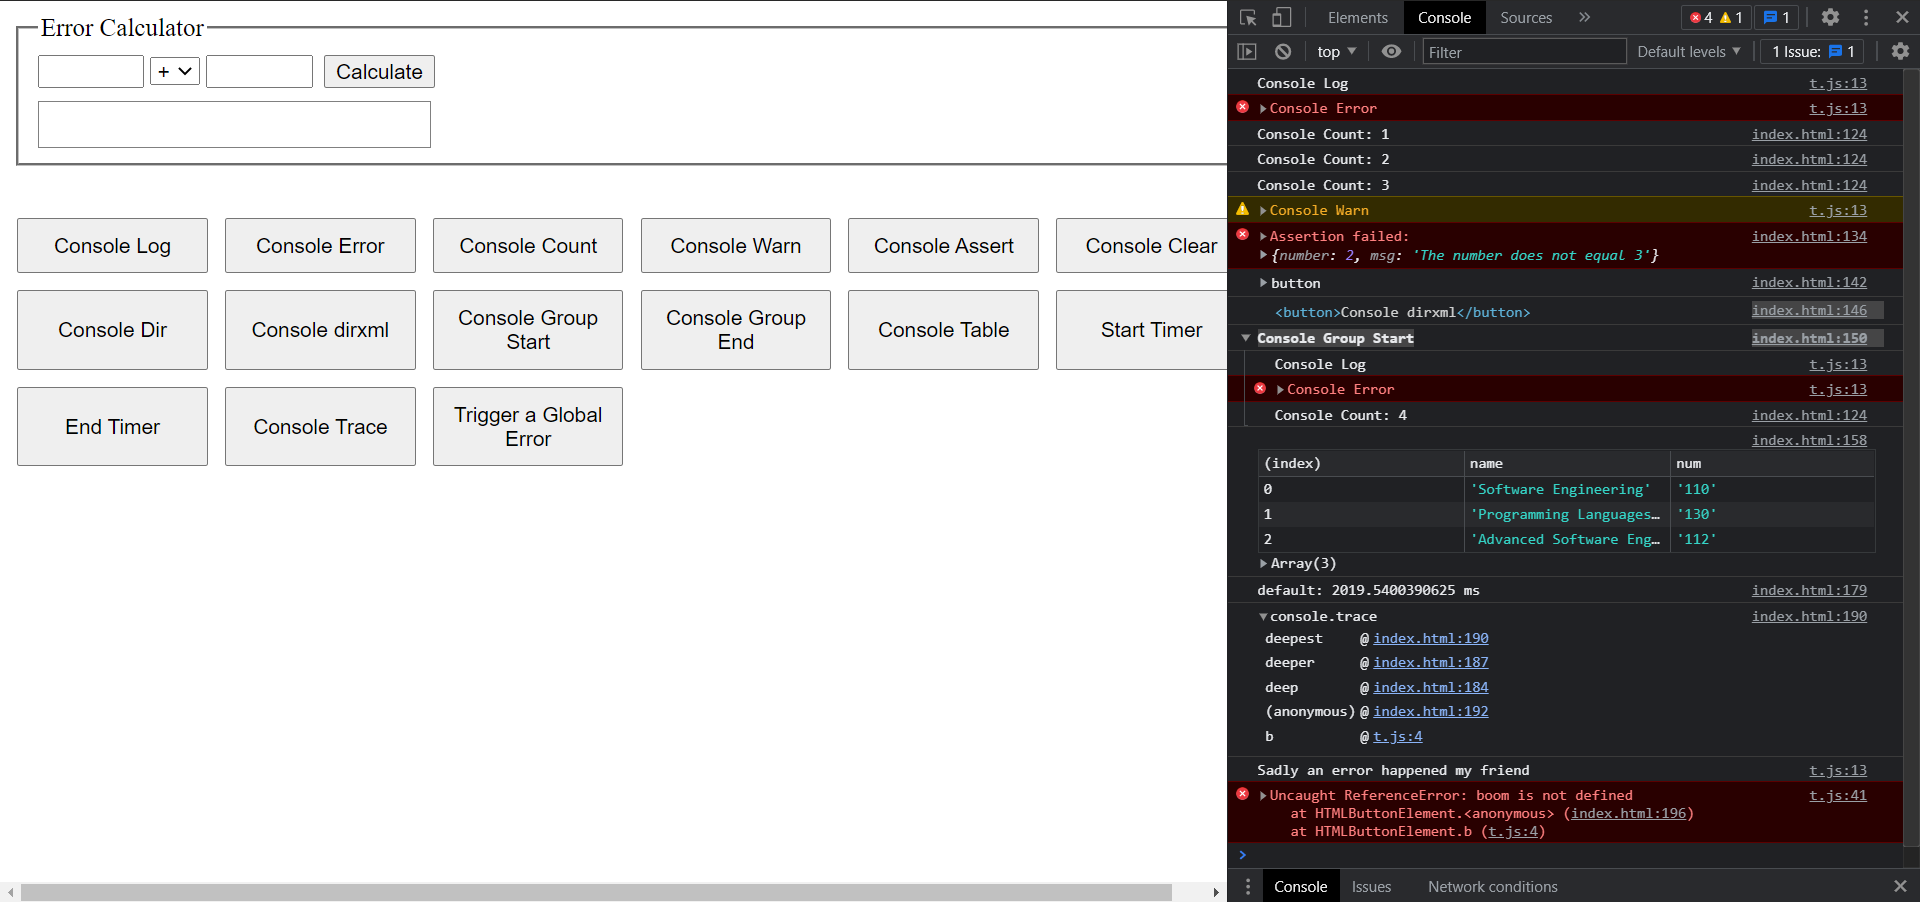 Error Calculator
+ Calculate
Console Log Console Error Console Count Console Warn Console Assert Console Clear
Console Dir Console dirxml Console Group Start Console Group End Console Table Start Timer
End Timer Console Trace Trigger a Global Error
Elements Console Sources » 4 1 1
top Filter Default levels 1 Issue: 1
Console Log t.js:13
Console Error t.js:13
Console Count: 1 index.html:124
Console Count: 2 index.html:124
Console Count: 3 index.html:124
Console Warn t.js:13
Assertion failed: index.html:134
{number: 2, msg: 'The number does not equal 3'}
button index.html:142
<button>Console dirxml</button> index.html:146
Console Group Start index.html:150
Console Log t.js:13
Console Error t.js:13
Console Count: 4 index.html:124
index.html:158
(index) name num
0 'Software Engineering' '110'
1 'Programming Languages… '130'
2 'Advanced Software Eng… '112'
Array(3)
default: 2019.5400390625 ms index.html:179
console.trace index.html:190
deepest @ index.html:190
deeper @ index.html:187
deep @ index.html:184
(anonymous) @ index.html:192
b @ t.js:4
Sadly an error happened my friend t.js:13
Uncaught ReferenceError: boom is not defined t.js:41
at HTMLButtonElement.<anonymous> (index.html:196)
at HTMLButtonElement.b (t.js:4)
>
Console Issues Network conditions